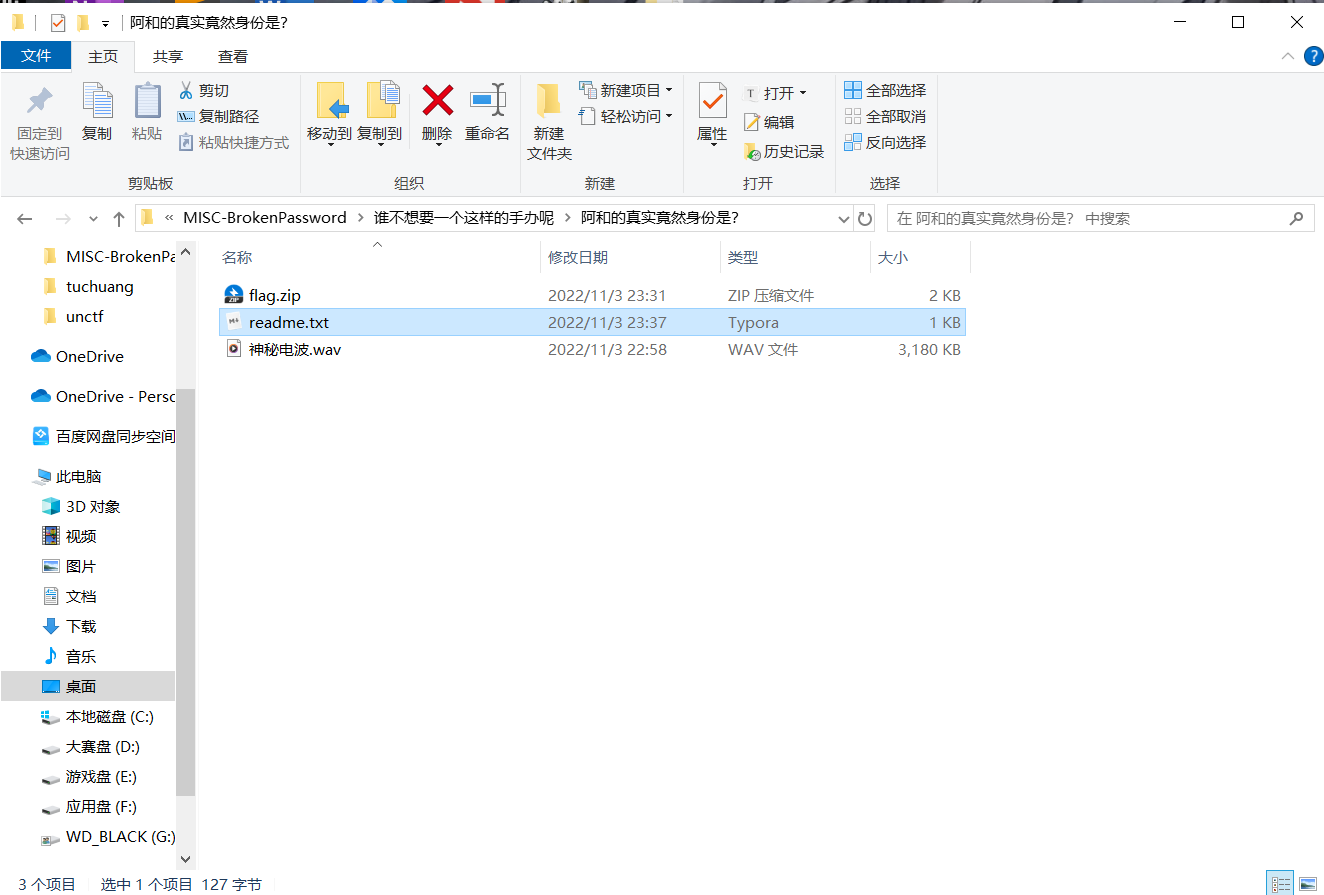 阿和的真实竟然身份是?
文件 主页 共享 查看
固定到
快速访问
复制
粘贴
剪切
复制路径
粘贴快捷方式
剪贴板
移动到 复制到 删除 重命名
组织
新建
文件夹
新建项目
轻松访问
新建
属性
打开
编辑
历史记录
打开
全部选择
全部取消
反向选择
选择
« MISC-BrokenPassword › 谁不想要一个这样的手办呢 › 阿和的真实竟然身份是?
在 阿和的真实竟然身份是? 中搜索
名称 修改日期 类型 大小
flag.zip 2022/11/3 23:31 ZIP 压缩文件 2 KB
readme.txt 2022/11/3 23:37 Typora 1 KB
神秘电波.wav 2022/11/3 22:58 WAV 文件 3,180 KB
MISC-BrokenPa
tuchuang
unctf
OneDrive
OneDrive - Perso
百度网盘同步空间
此电脑
3D 对象
视频
图片
文档
下载
音乐
桌面
本地磁盘 (C:)
大赛盘 (D:)
游戏盘 (E:)
应用盘 (F:)
WD_BLACK (G:)
3 个项目 选中 1 个项目 127 字节